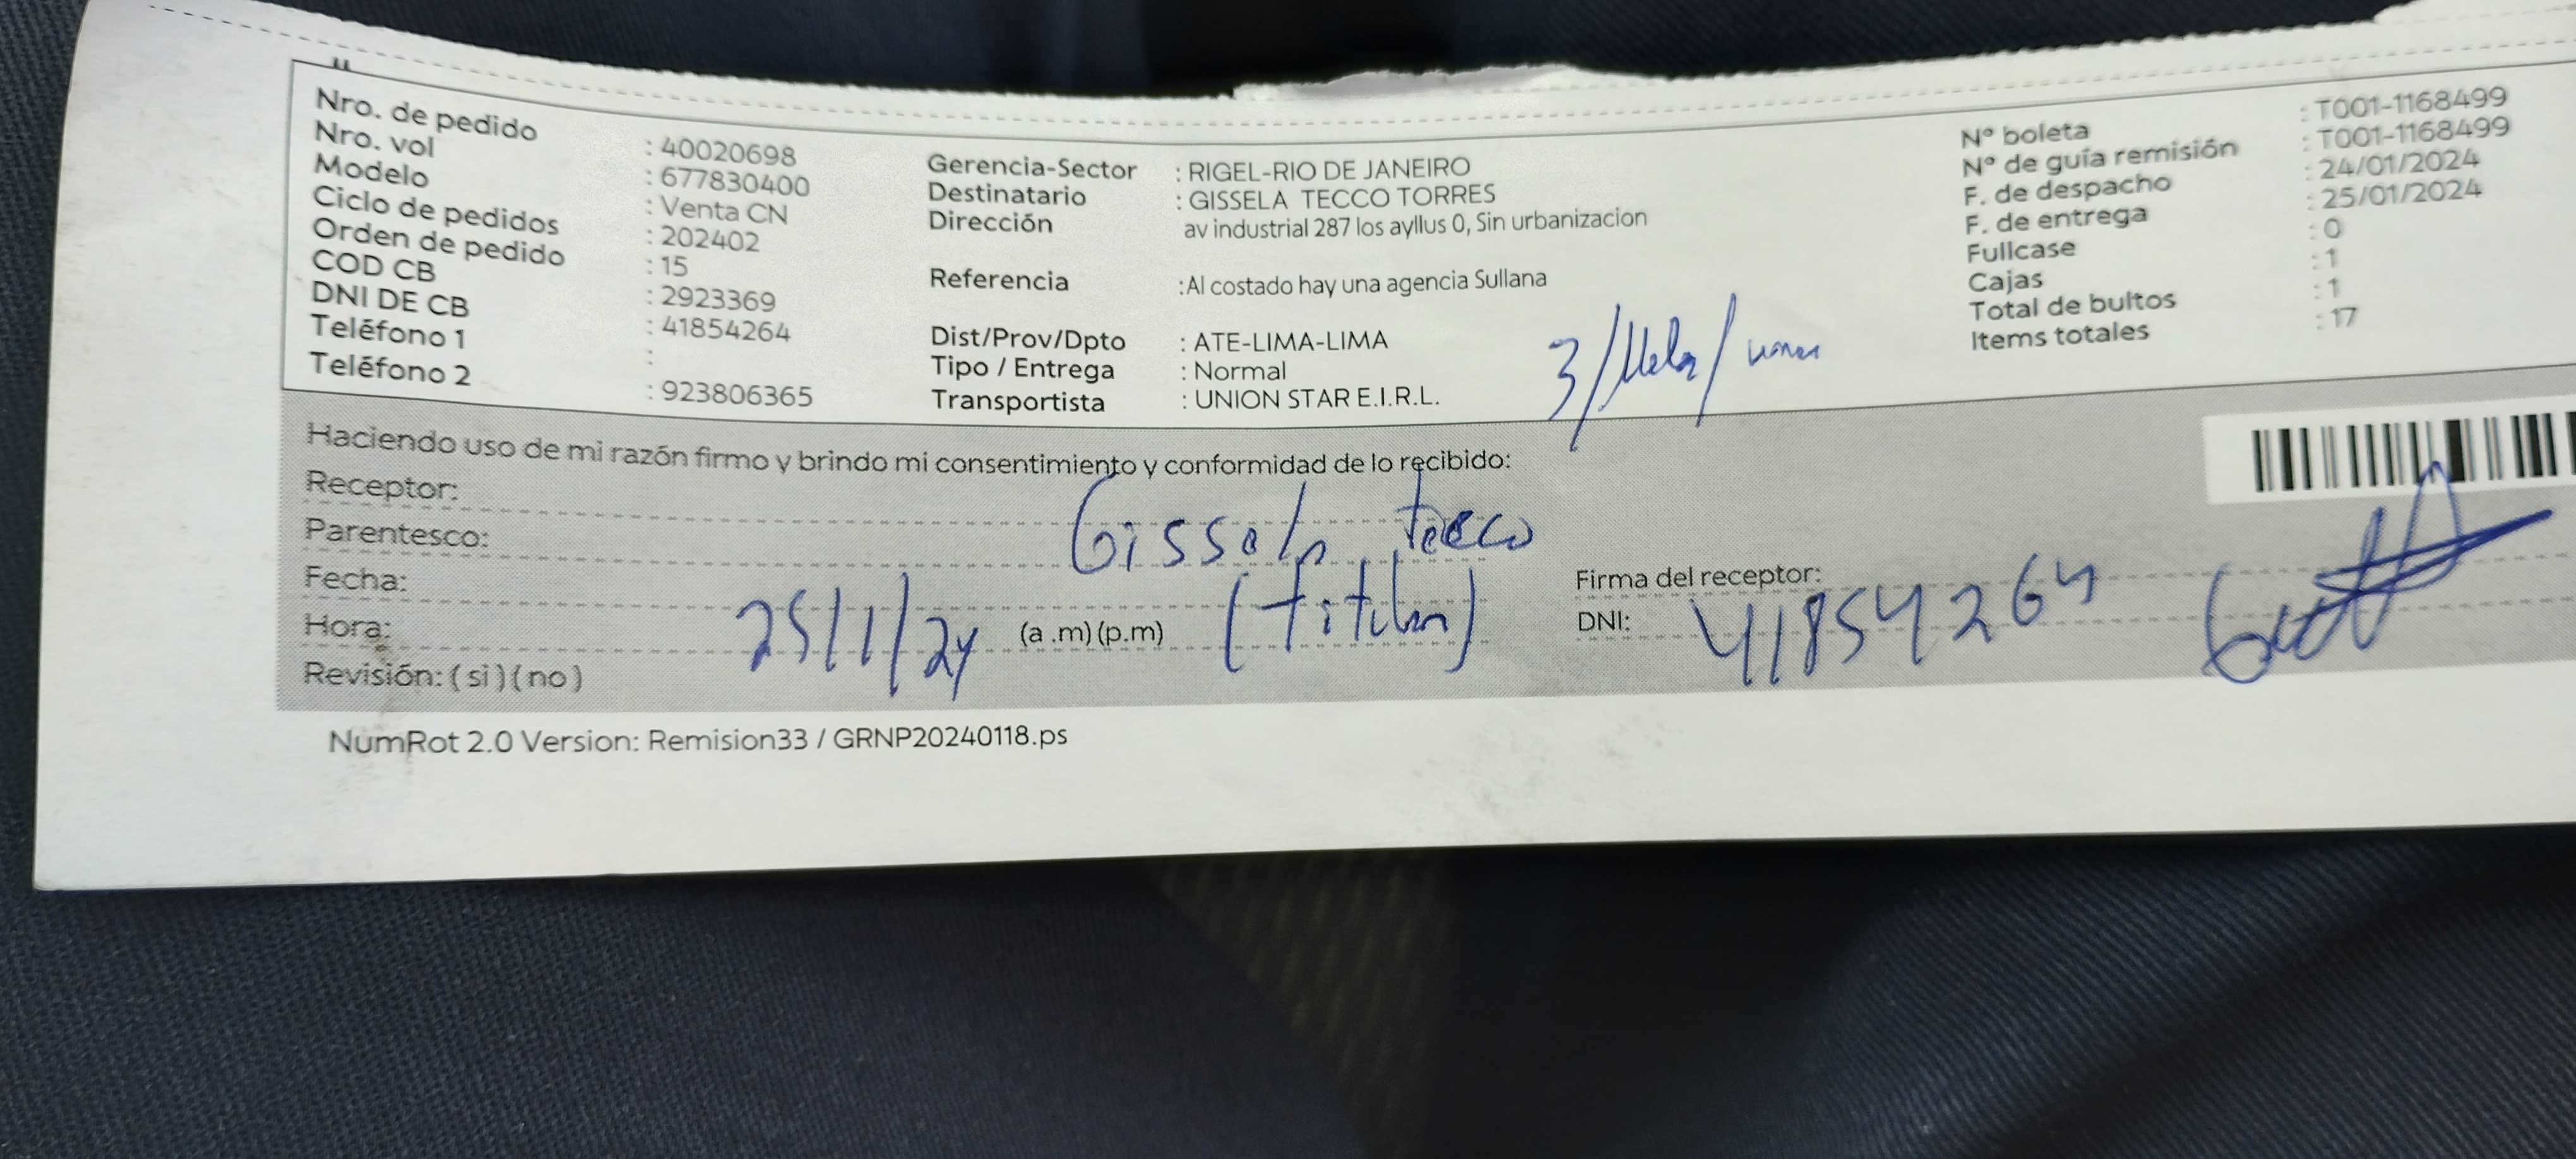 Nro. de pedido : 40020698
Nro. vol : 677830400
Modelo : Venta CN
Ciclo de pedidos : 202402
Orden de pedido : 15
COD CB : 2923369
DNI DE CB : 41854264
Teléfono 1 :
Teléfono 2 : 923806365
Gerencia-Sector : RIGEL-RIO DE JANEIRO
Destinatario : GISSELA TECCO TORRES
Dirección av industrial 287 los ayllus 0, Sin urbanizacion
Referencia :Al costado hay una agencia Sullana
Dist/Prov/Dpto : ATE-LIMA-LIMA
Tipo / Entrega : Normal
Transportista : UNION STAR E.I.R.L.
N° boleta : T001-1168499
N° de guía remisión : T001-1168499
F. de despacho : 24/01/2024
F. de entrega : 25/01/2024
Fullcase : 0
Cajas : 1
Total de bultos : 1
Items totales : 17
3/
Haciendo uso de mi razón firmo y brindo mi consentimiento y conformidad de lo recibido:
Receptor: Gissela Tecco
Parentesco: (Titular)
Fecha: 25/1/24
Hora: (a .m) (p.m)
Revisión: ( si ) ( no )
Firma del receptor:
DNI: 41854264
NumRot 2.0 Version: Remision33 / GRNP20240118.ps